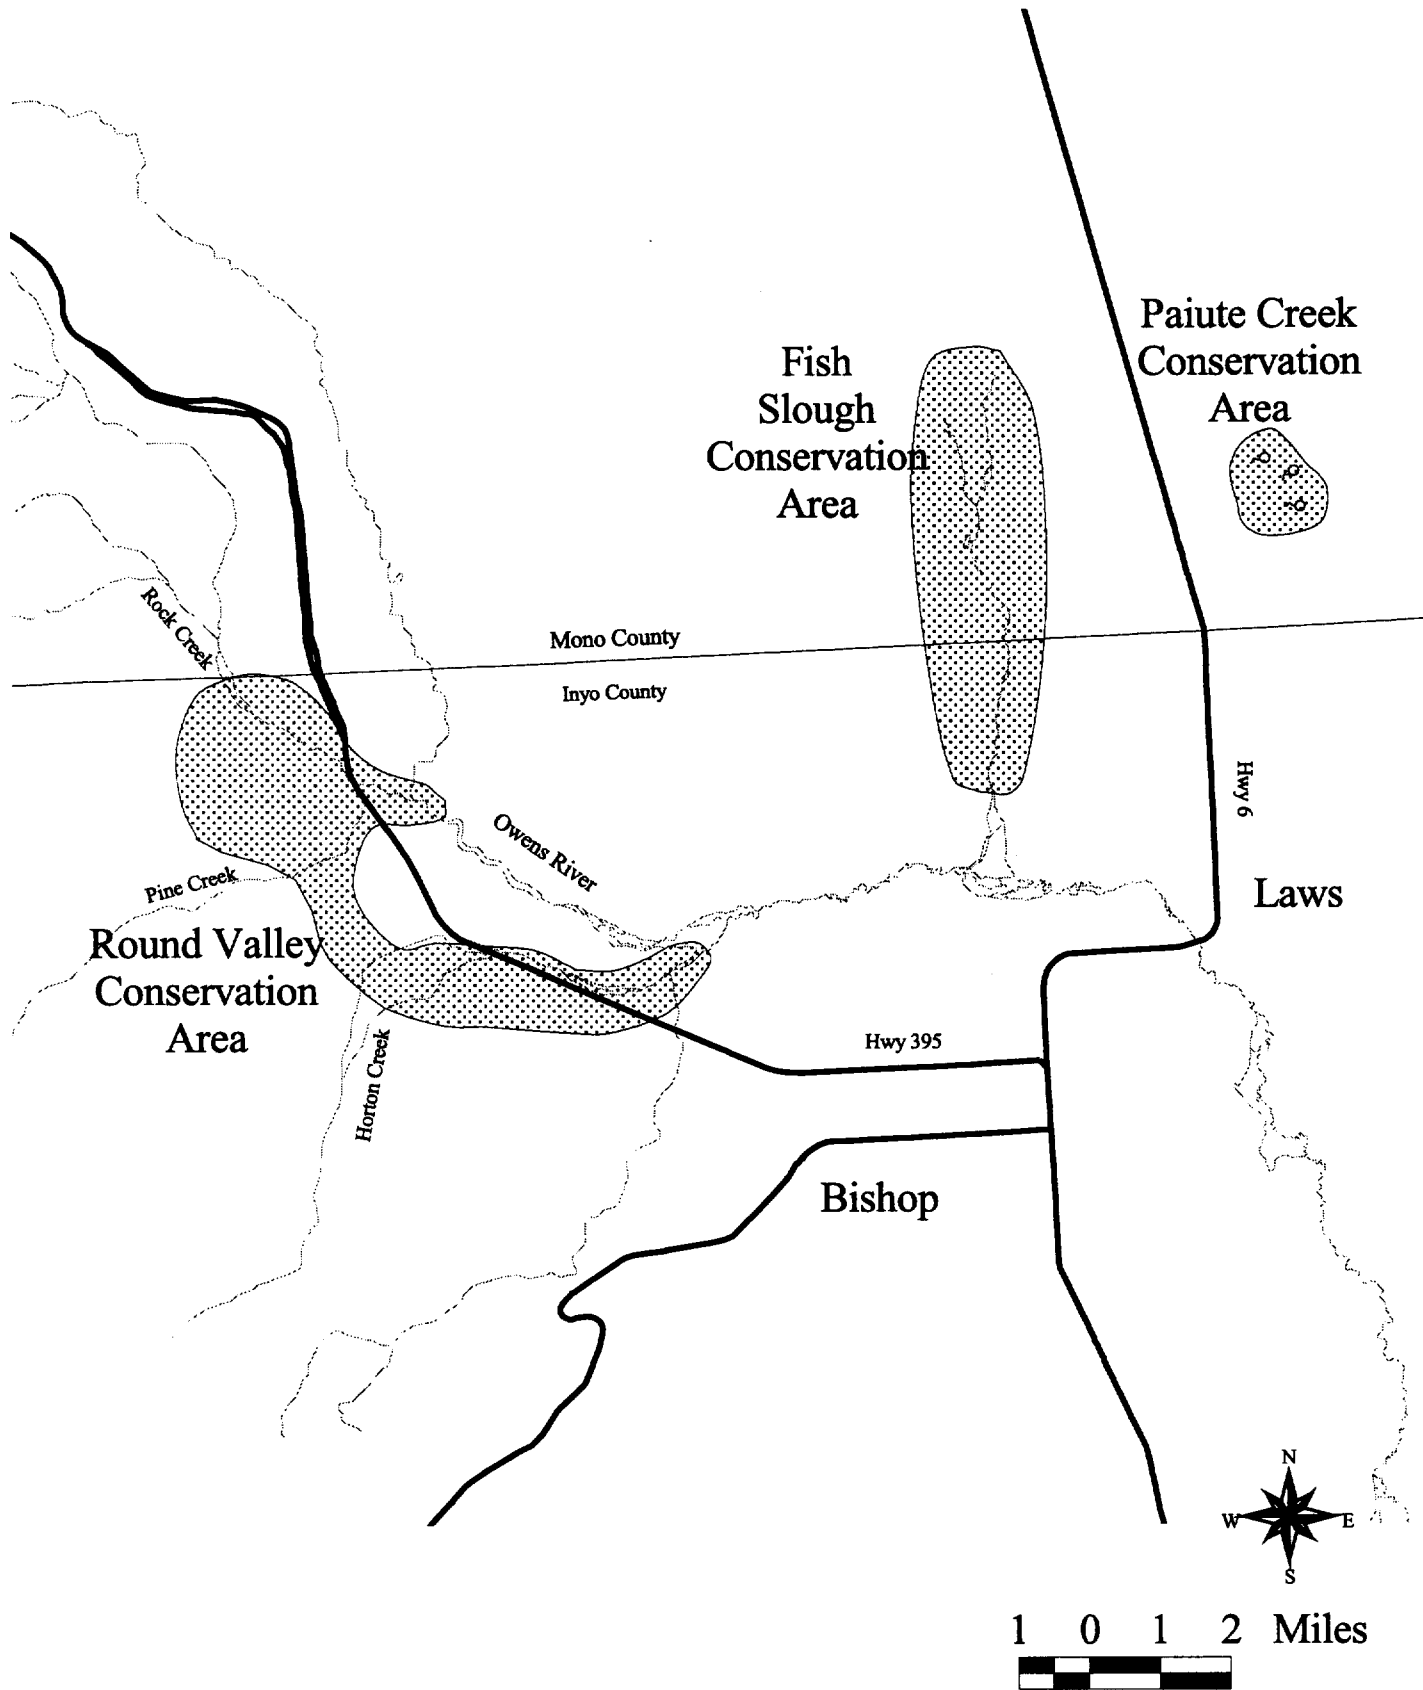 Paiute Creek
Conservation
Area
Fish
Slough
Conservation
Area
Rock Creek
Mono County
Inyo County
Hwy 6
Owens River
Pine Creek
Laws
Round Valley
Conservation
Area
Horton Creek
Hwy 395
Bishop
N
W
E
S
1 0 1 2 Miles